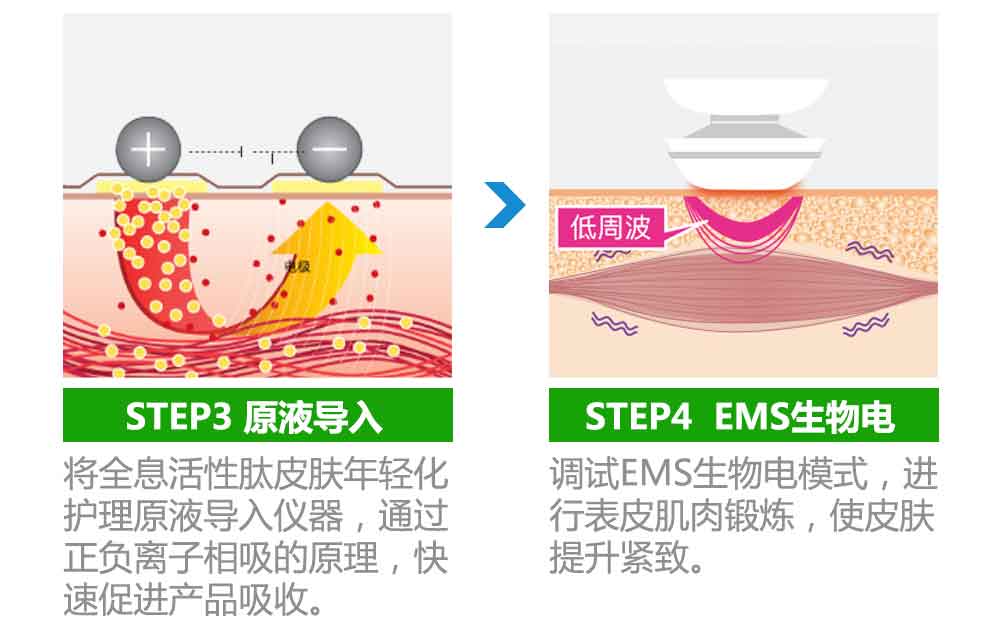 电极
低周波
STEP3 原液导入
将全息活性肽皮肤年轻化
护理原液导入仪器，通过
正负离子相吸的原理，快
速促进产品吸收。
STEP4 EMS生物电
调试EMS生物电模式，进
行表皮肌肉锻炼，使皮肤
提升紧致。